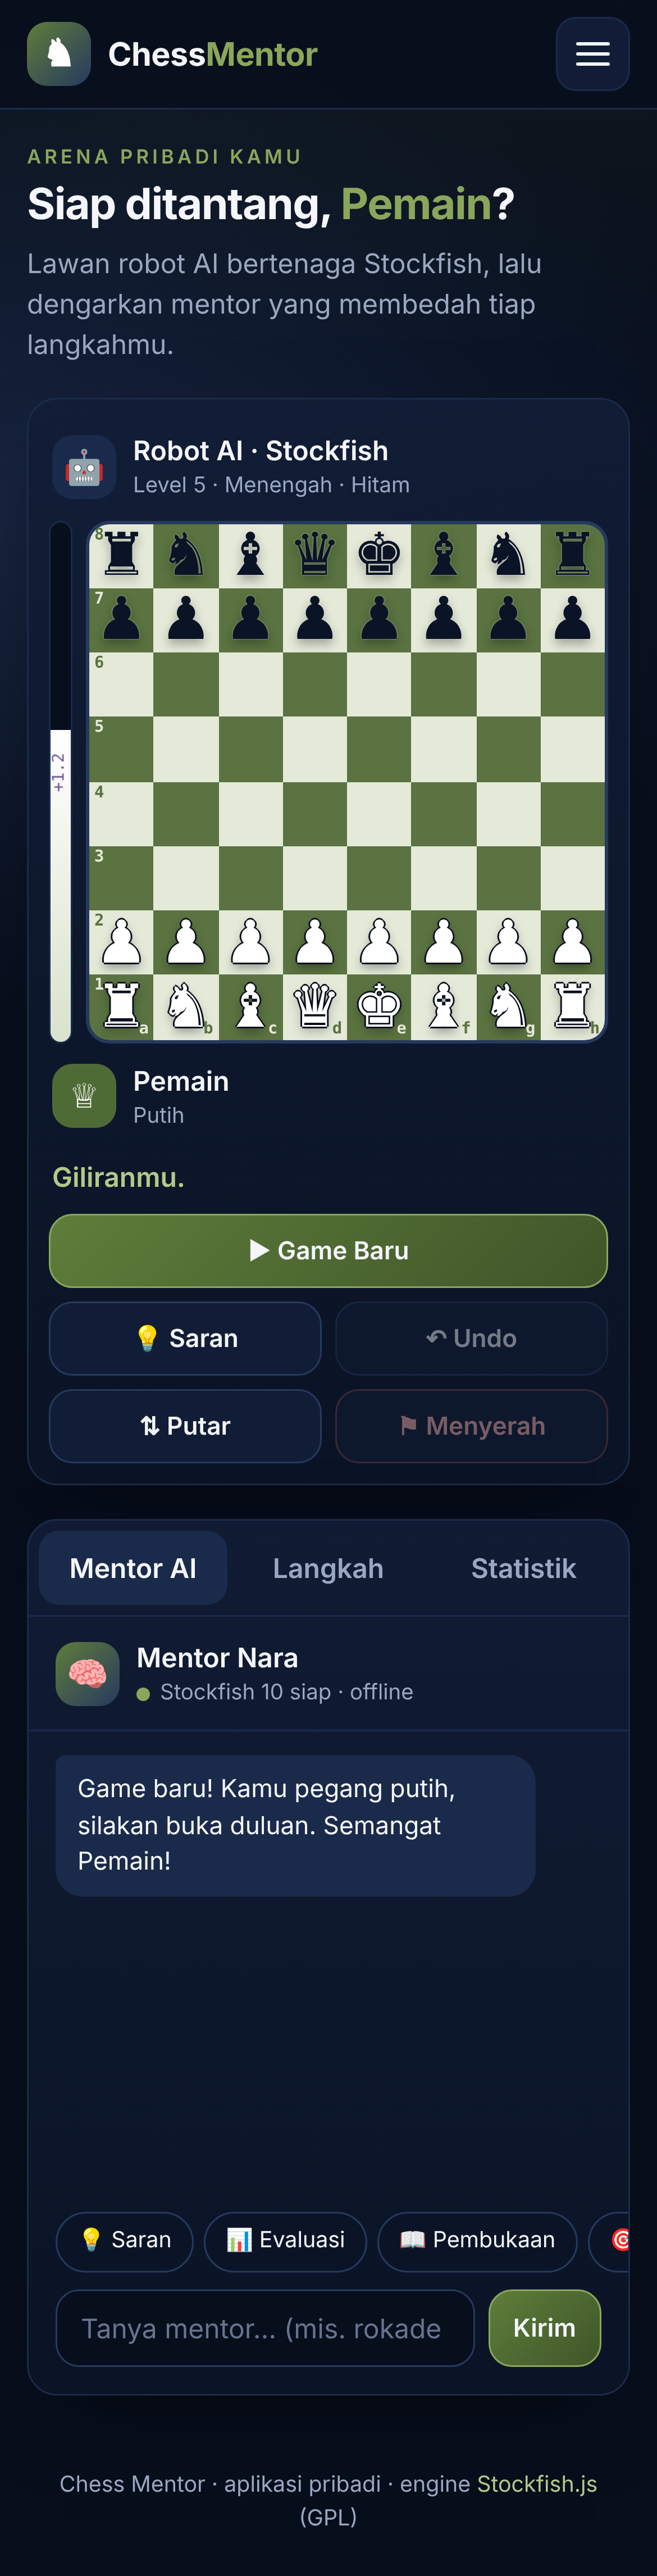 ChessMentor
ARENA PRIBADI KAMU
Siap ditantang, Pemain?
Lawan robot AI bertenaga Stockfish, lalu
dengarkan mentor yang membedah tiap
langkahmu.
Robot AI · Stockfish
Level 5 · Menengah · Hitam
8
7
6
5
+1.2
4
3
2
1
a b c d e f g h
Pemain
Putih
Giliranmu.
▶ Game Baru
💡 Saran
↶ Undo
⇅ Putar
⚑ Menyerah
Mentor AI
Langkah
Statistik
Mentor Nara
Stockfish 10 siap · offline
Game baru! Kamu pegang putih,
silakan buka duluan. Semangat
Pemain!
💡 Saran
📊 Evaluasi
📖 Pembukaan
Tanya mentor... (mis. rokade
Kirim
Chess Mentor · aplikasi pribadi · engine Stockfish.js
(GPL)